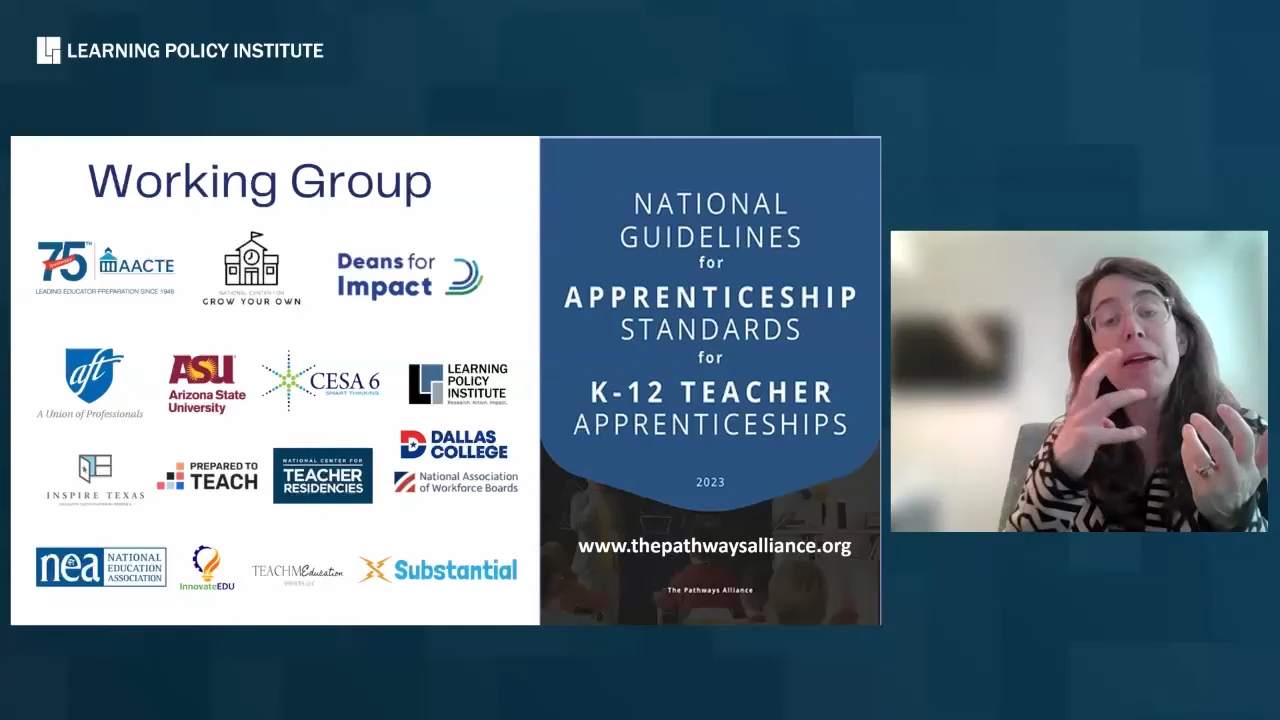 LEARNING POLICY INSTITUTE
Working Group
75TH
Anniversary
AACTE
LEADING EDUCATOR PREPARATION SINCE 1948
NATIONAL CENTER FOR
GROW YOUR OWN
Deans for
Impact
aft
A Union of Professionals
ASU
Arizona State
University
CESA 6
SMART THINKING
LEARNING
POLICY
INSTITUTE
Research. Action. Impact.
INSPIRE TEXAS
PREPARED TO
TEACH
NATIONAL CENTER FOR
TEACHER
RESIDENCIES
DALLAS
COLLEGE
National Association
of Workforce Boards
nea
NATIONAL
EDUCATION
ASSOCIATION
InnovateEDU
TEACHMEducation
Substantial
NATIONAL
GUIDELINES
for
APPRENTICESHIP
STANDARDS
for
K-12 TEACHER
APPRENTICESHIPS
2023
www.thepathwaysalliance.org
The Pathways Alliance